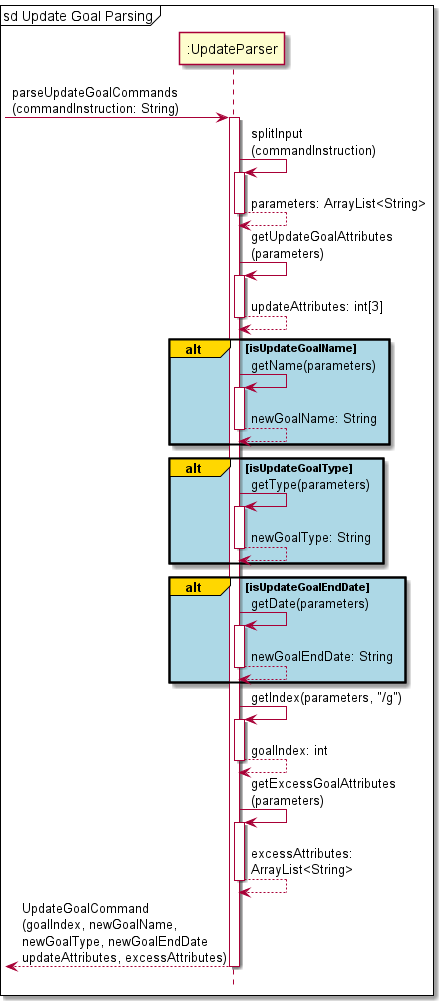 sd Update Goal Parsing
:UpdateParser
parseUpdateGoalCommands
(commandInstruction: String)
splitInput
(commandInstruction)
parameters: ArrayList<String>
getUpdateGoalAttributes
(parameters)
updateAttributes: int[3]
alt [isUpdateGoalName]
getName(parameters)
newGoalName: String
alt [isUpdateGoalType]
getType(parameters)
newGoalType: String
alt [isUpdateGoalEndDate]
getDate(parameters)
newGoalEndDate: String
getIndex(parameters, "/g")
goalIndex: int
getExcessGoalAttributes
(parameters)
excessAttributes:
ArrayList<String>
UpdateGoalCommand
(goalIndex, newGoalName,
newGoalType, newGoalEndDate
updateAttributes, excessAttributes)